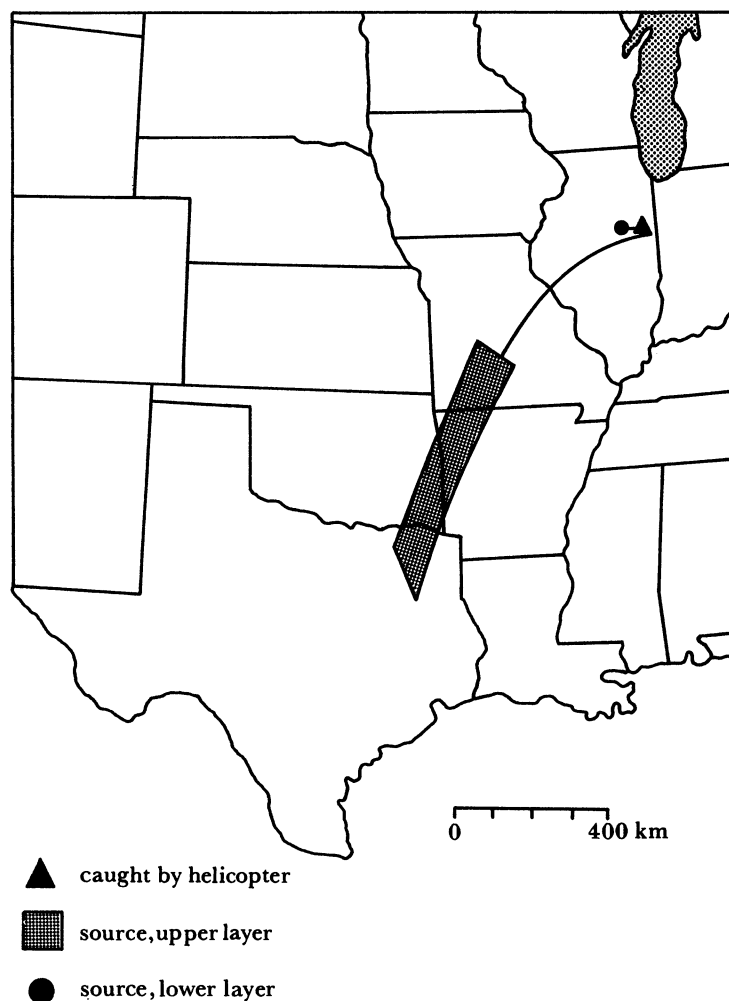 0 400 km
caught by helicopter
source, upper layer
source, lower layer